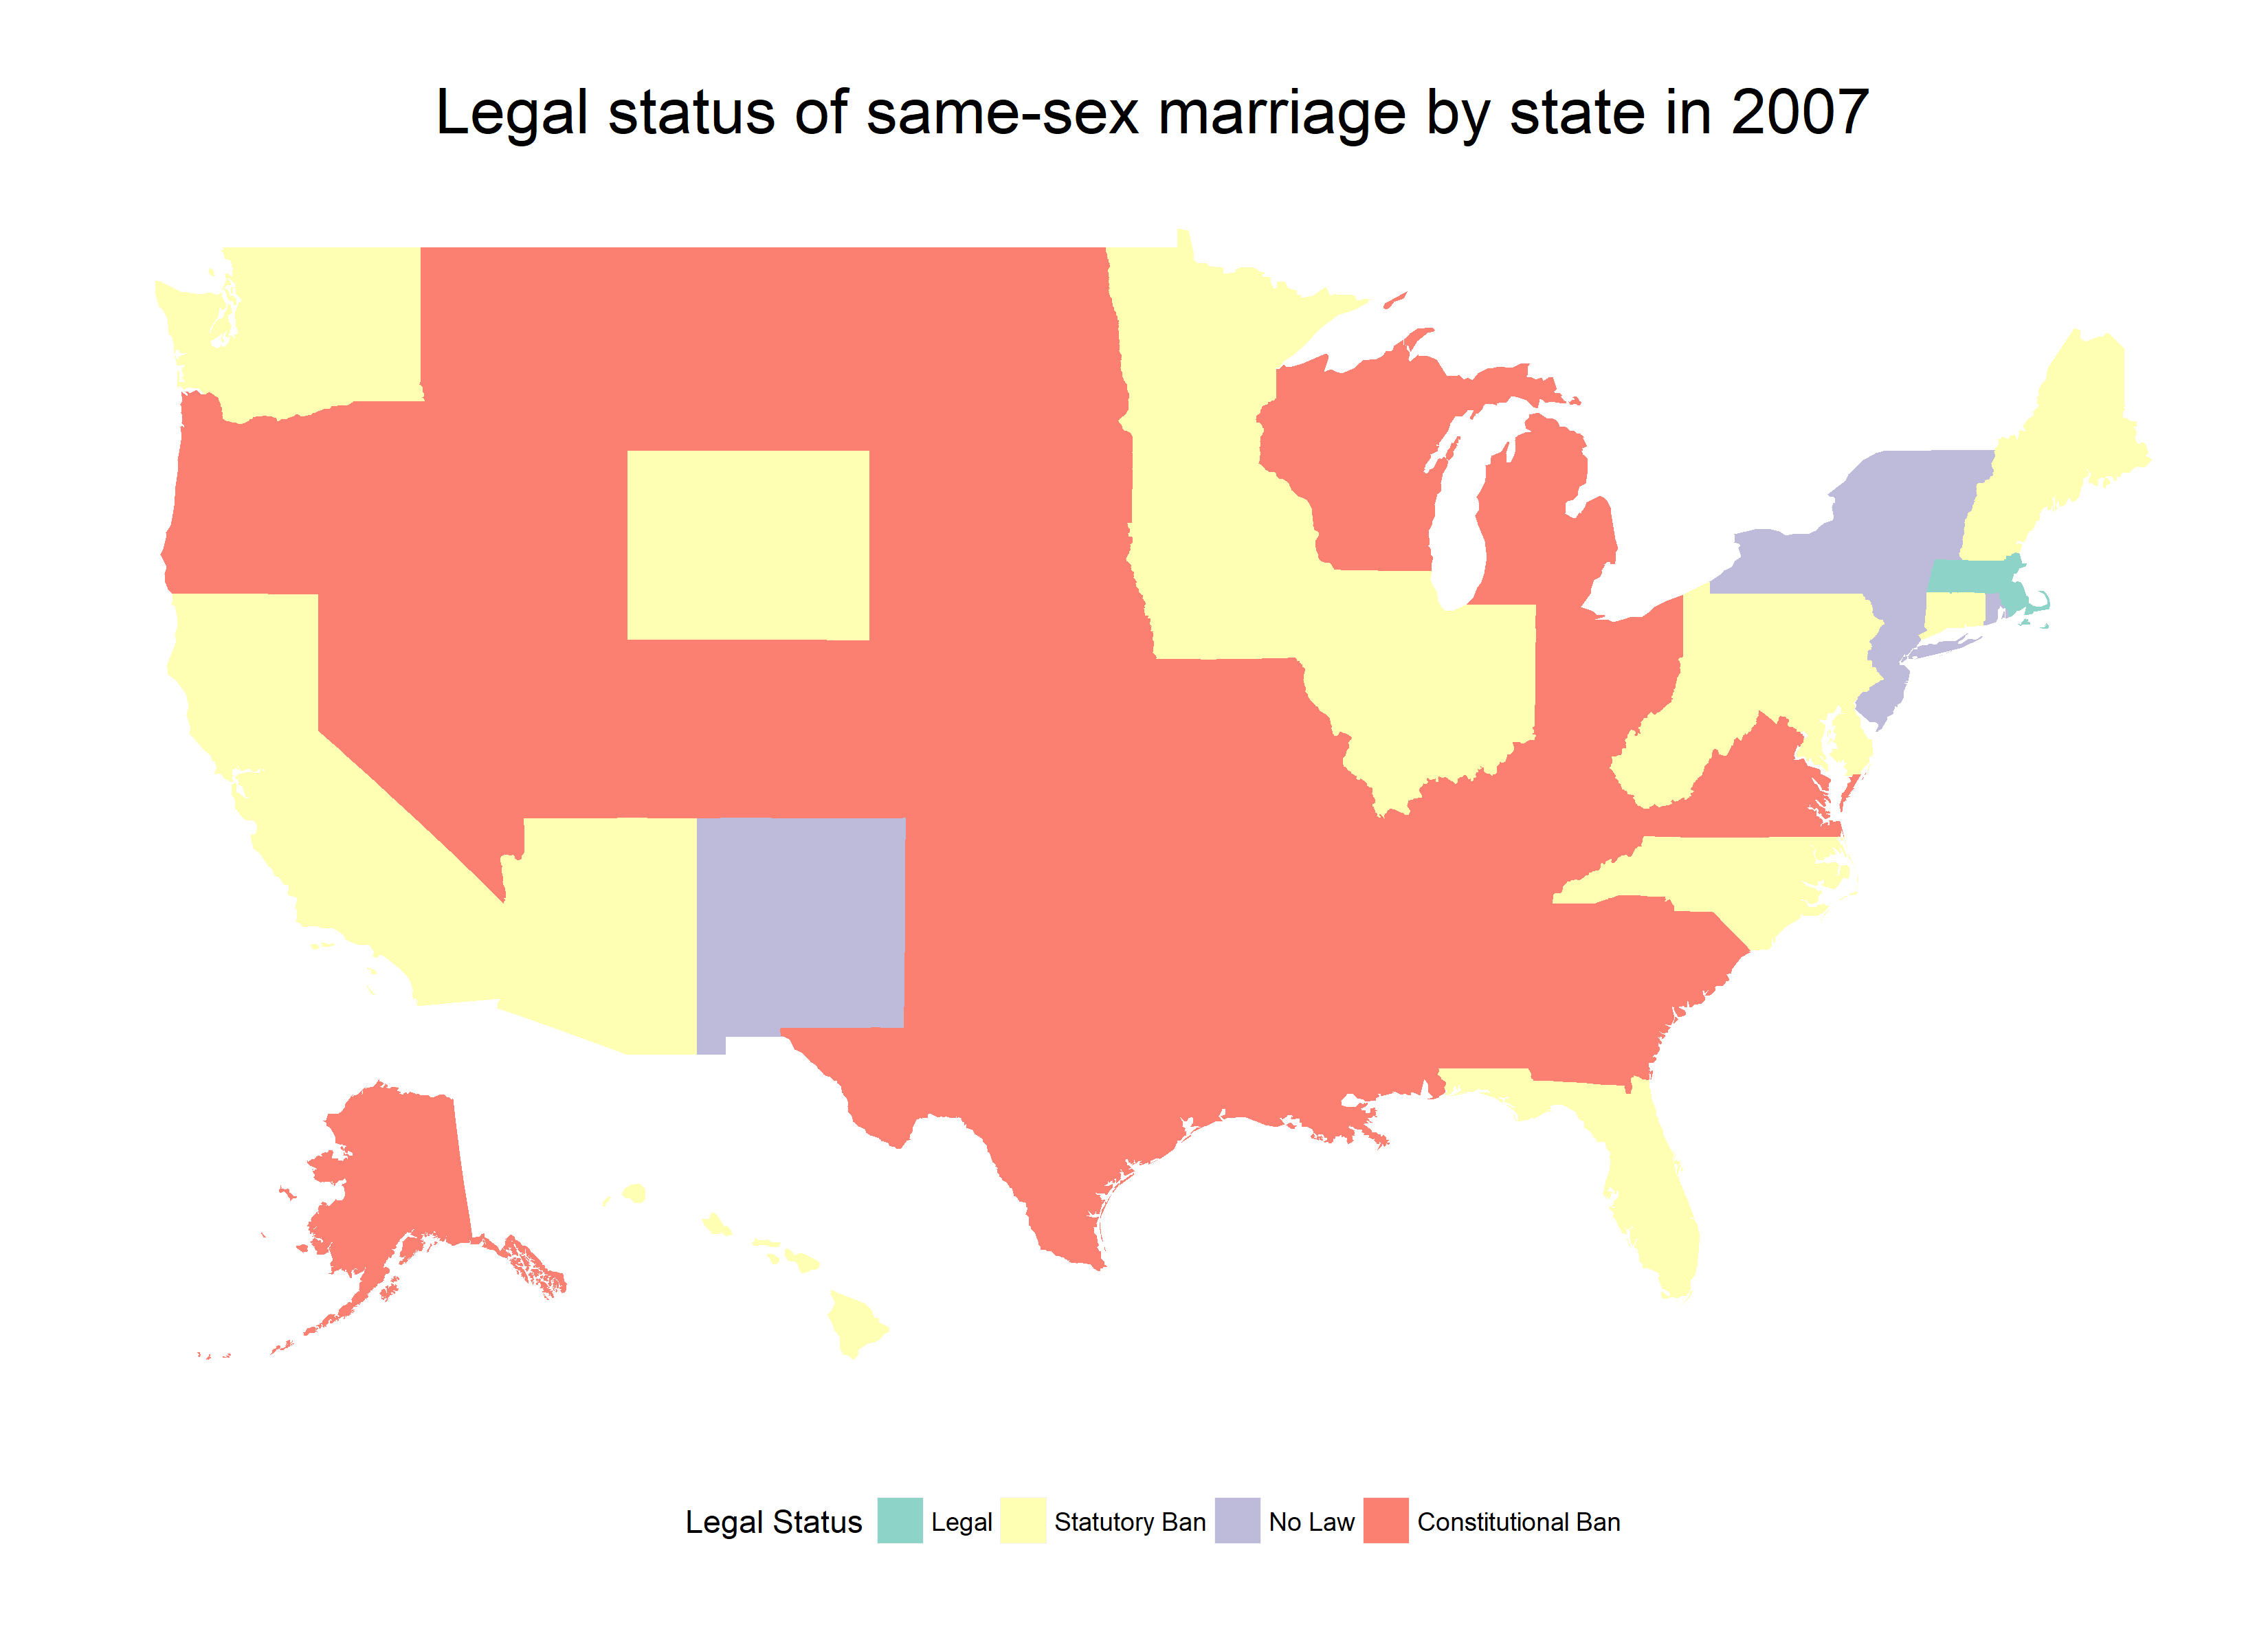 Legal status of same-sex marriage by state in 2007
Legal Status Legal Statutory Ban No Law Constitutional Ban